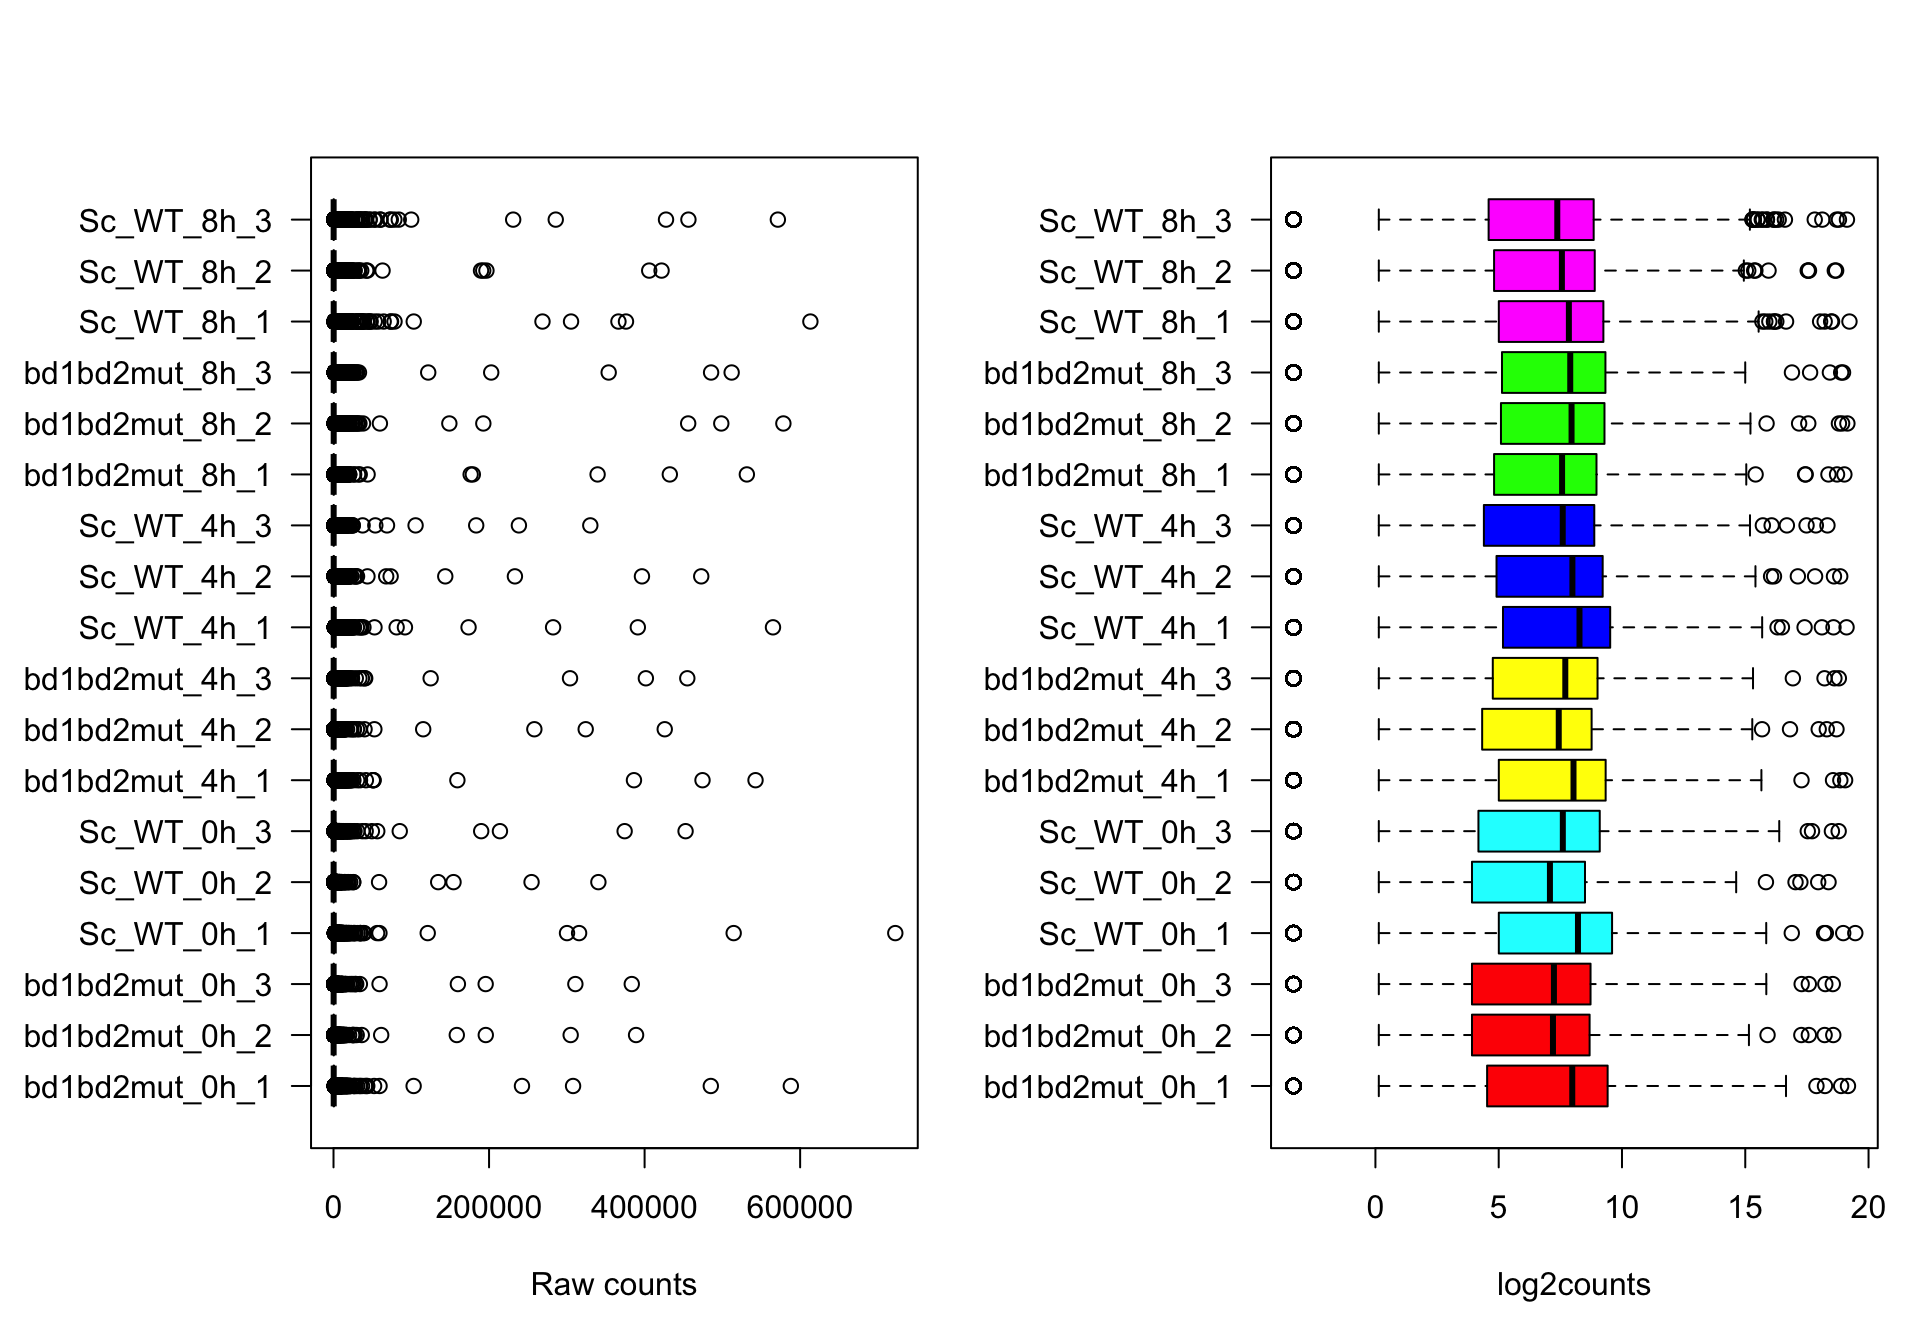 Sc_WT_8h_3
Sc_WT_8h_2
Sc_WT_8h_1
bd1bd2mut_8h_3
bd1bd2mut_8h_2
bd1bd2mut_8h_1
Sc_WT_4h_3
Sc_WT_4h_2
Sc_WT_4h_1
bd1bd2mut_4h_3
bd1bd2mut_4h_2
bd1bd2mut_4h_1
Sc_WT_0h_3
Sc_WT_0h_2
Sc_WT_0h_1
bd1bd2mut_0h_3
bd1bd2mut_0h_2
bd1bd2mut_0h_1
0 200000 400000 600000
Raw counts
Sc_WT_8h_3
Sc_WT_8h_2
Sc_WT_8h_1
bd1bd2mut_8h_3
bd1bd2mut_8h_2
bd1bd2mut_8h_1
Sc_WT_4h_3
Sc_WT_4h_2
Sc_WT_4h_1
bd1bd2mut_4h_3
bd1bd2mut_4h_2
bd1bd2mut_4h_1
Sc_WT_0h_3
Sc_WT_0h_2
Sc_WT_0h_1
bd1bd2mut_0h_3
bd1bd2mut_0h_2
bd1bd2mut_0h_1
0 5 10 15 20
log2counts